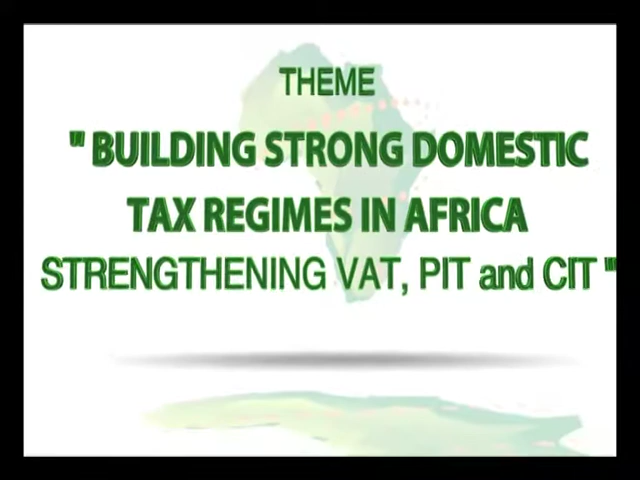 THEME
" BUILDING STRONG DOMESTIC
TAX REGIMES IN AFRICA
STRENGTHENING VAT, PIT and CIT "